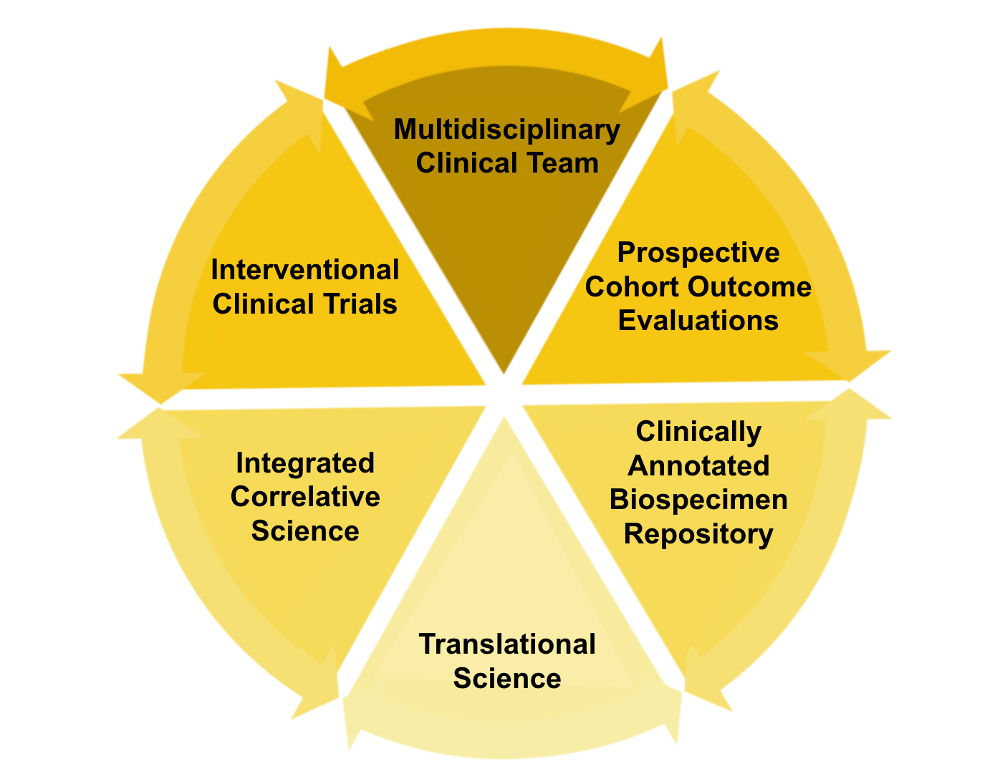 Multidisciplinary
Clinical Team
Prospective
Cohort Outcome
Evaluations
Clinically
Annotated
Biospecimen
Repository
Translational
Science
Integrated
Correlative
Science
Interventional
Clinical Trials